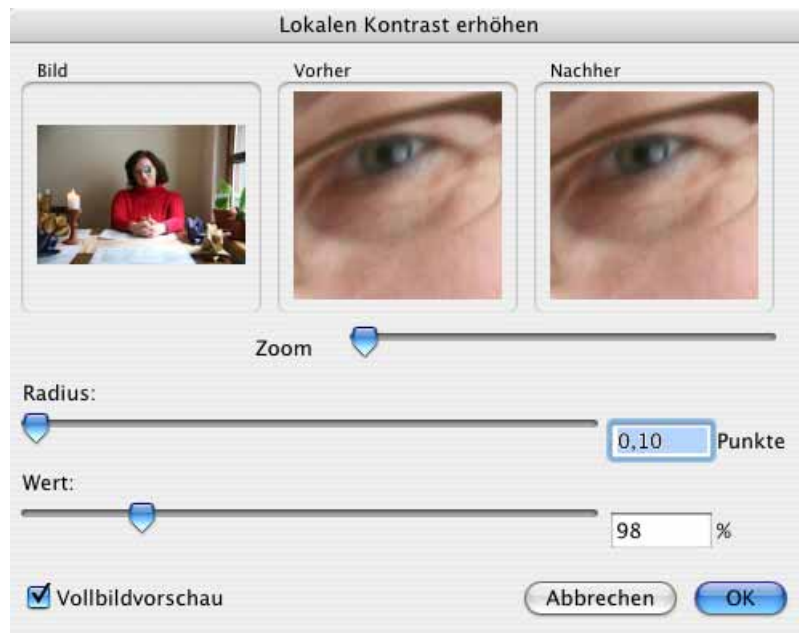 Lokalen Kontrast erhöhen
Bild Vorher Nachher
Zoom
Radius:
0,10 Punkte
Wert:
98 %
Vollbildvorschau Abbrechen OK